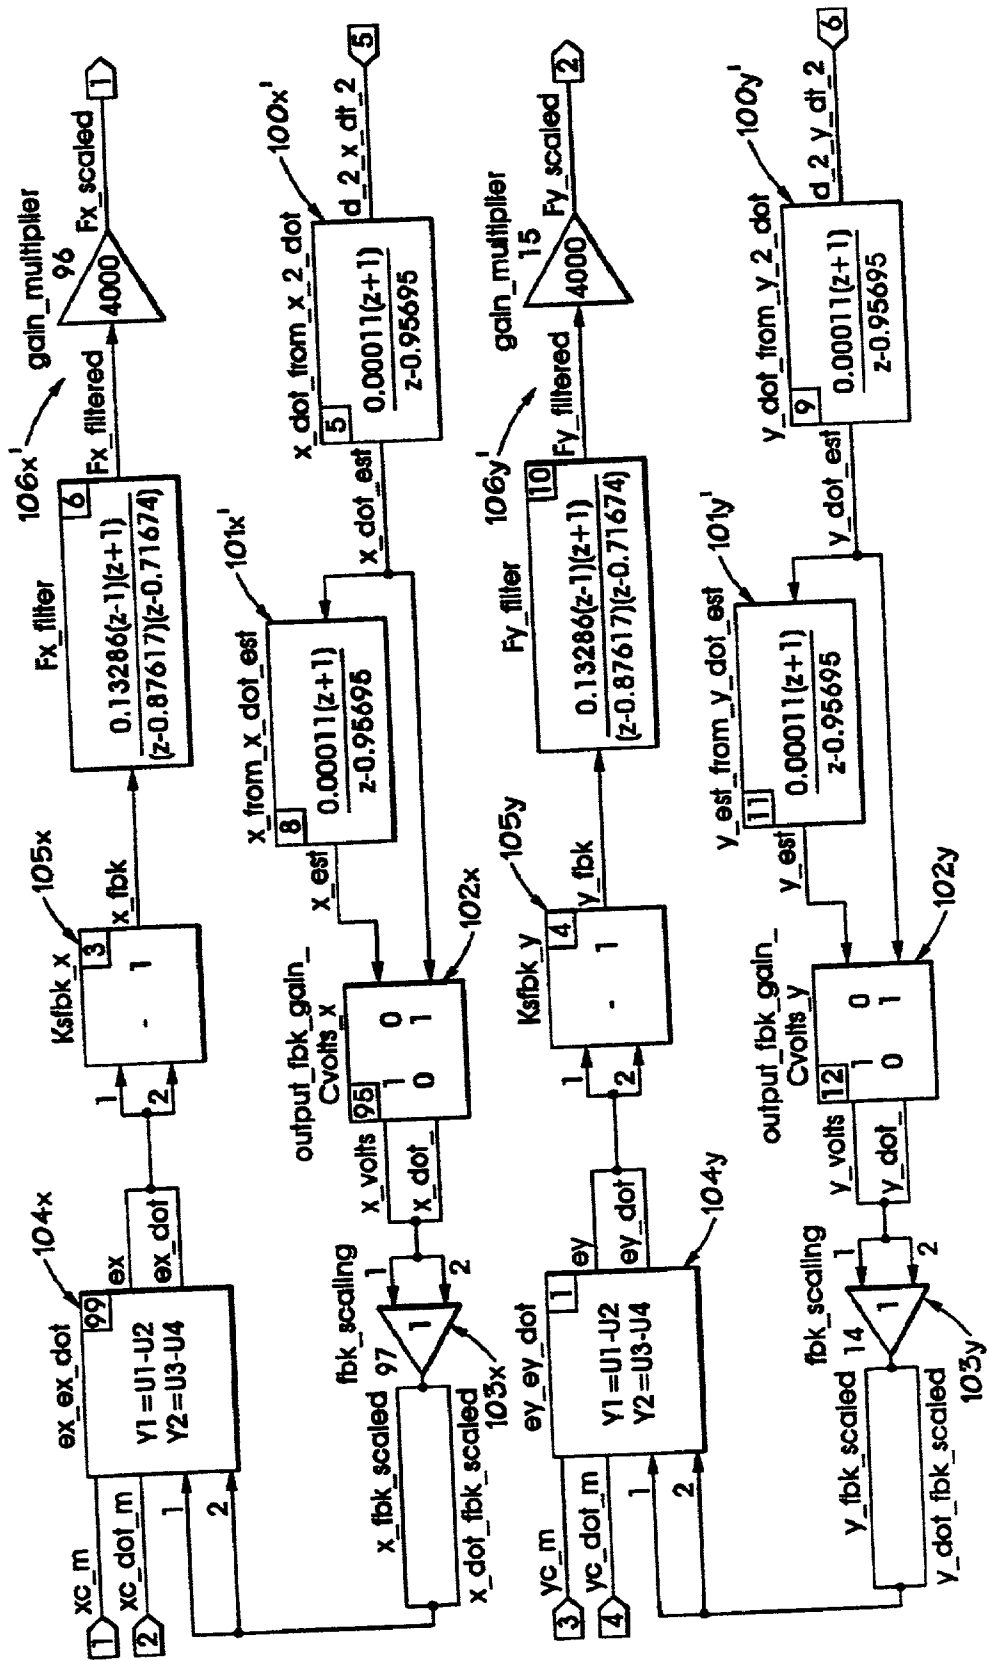 1
xc_m
2
xc_dot_m
1
2
ex_ex_dot
99
104x
Y1=U1-U2
Y2=U3-U4
ex
ex_dot
1
2
Ksfbk_x
3
105x
- 1
x_fbk
Fx_filter
6
0.13286(z-1)(z+1)
(z-0.87617)(z-0.71674)
106x'
Fx_filtered
gain_multiplier
96
4000
Fx_scaled
1
x_fbk_scaled
x_dot_fbk_scaled
fbk_scaling
97
1
103x
1
2
x_volts
x_dot_
output_fbk_gain_
Cvolts_x
95
1 0
0 1
102x
x_est
x_from_x_dot_est
8
0.00011(z+1)
z-0.95695
101x'
x_dot_est
x_dot_from_x_2_dot
5
0.00011(z+1)
z-0.95695
100x'
d_2_x_dt_2
5
3
yc_m
4
yc_dot_m
1
2
ey_ey_dot
1
104y
Y1=U1-U2
Y2=U3-U4
ey
ey_dot
1
2
Ksfbk_y
4
105y
- 1
y_fbk
Fy_filter
10
0.13286(z-1)(z+1)
(z-0.87617)(z-0.71674)
106y'
Fy_filtered
gain_multiplier
15
4000
Fy_scaled
2
y_fbk_scaled
y_dot_fbk_scaled
fbk_scaling
14
1
103y
1
2
y_volts
y_dot_
output_fbk_gain_
Cvolts_y
12
1 0
0 1
102y
y_est
y_est_from_y_dot_est
11
0.00011(z+1)
z-0.95695
101y'
y_dot_est
y_dot_from_y_2_dot
9
0.00011(z+1)
z-0.95695
100y'
d_2_y_dt_2
6